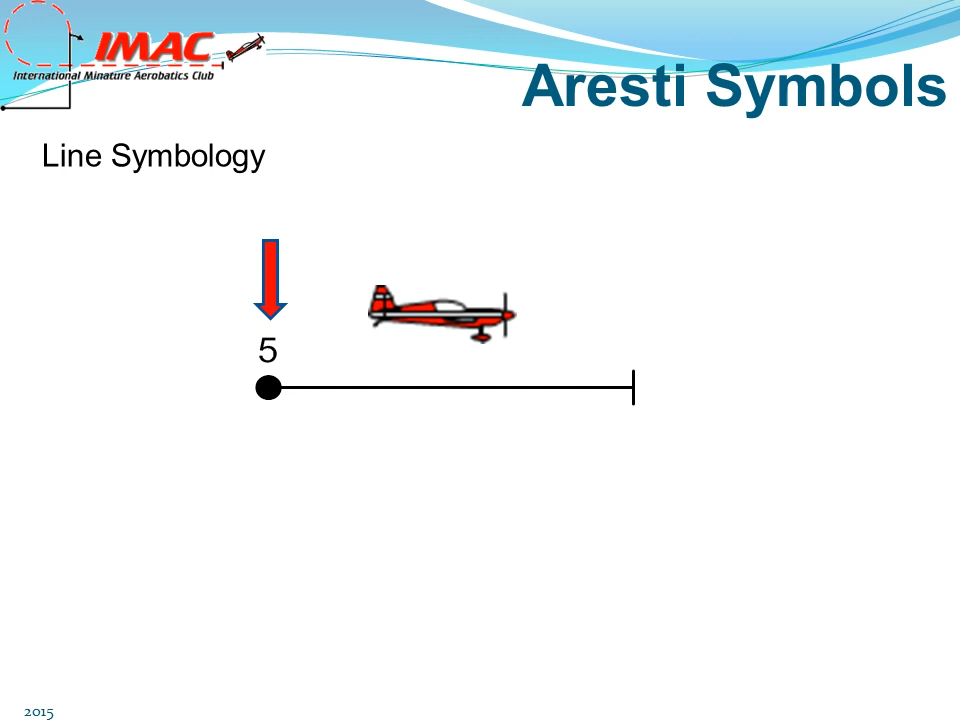 IMAC
International Minature Aerobatics Club
Aresti Symbols
Line Symbology
5
2015